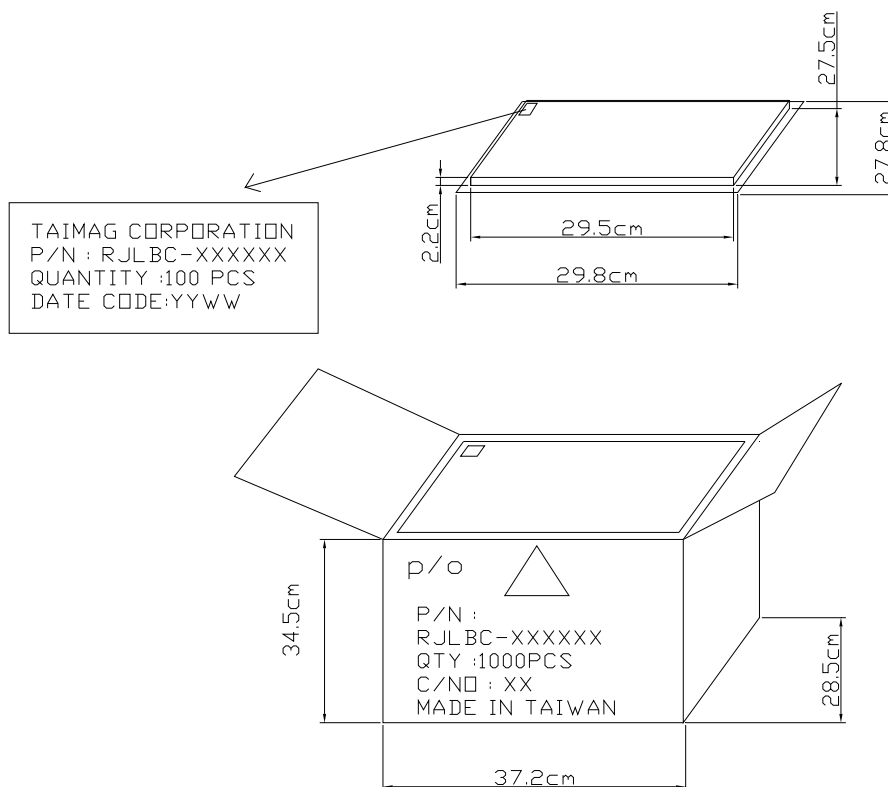 27.5cm
27.8cm
2.2cm
29.5cm
29.8cm
TAIMAG CORPORATION
P/N : RJLBC-XXXXXX
QUANTITY :100 PCS
DATE CODE:YYWW
p/o
P/N :
RJLBC-XXXXXX
QTY :1000PCS
C/NO : XX
MADE IN TAIWAN
34.5cm
28.5cm
37.2cm